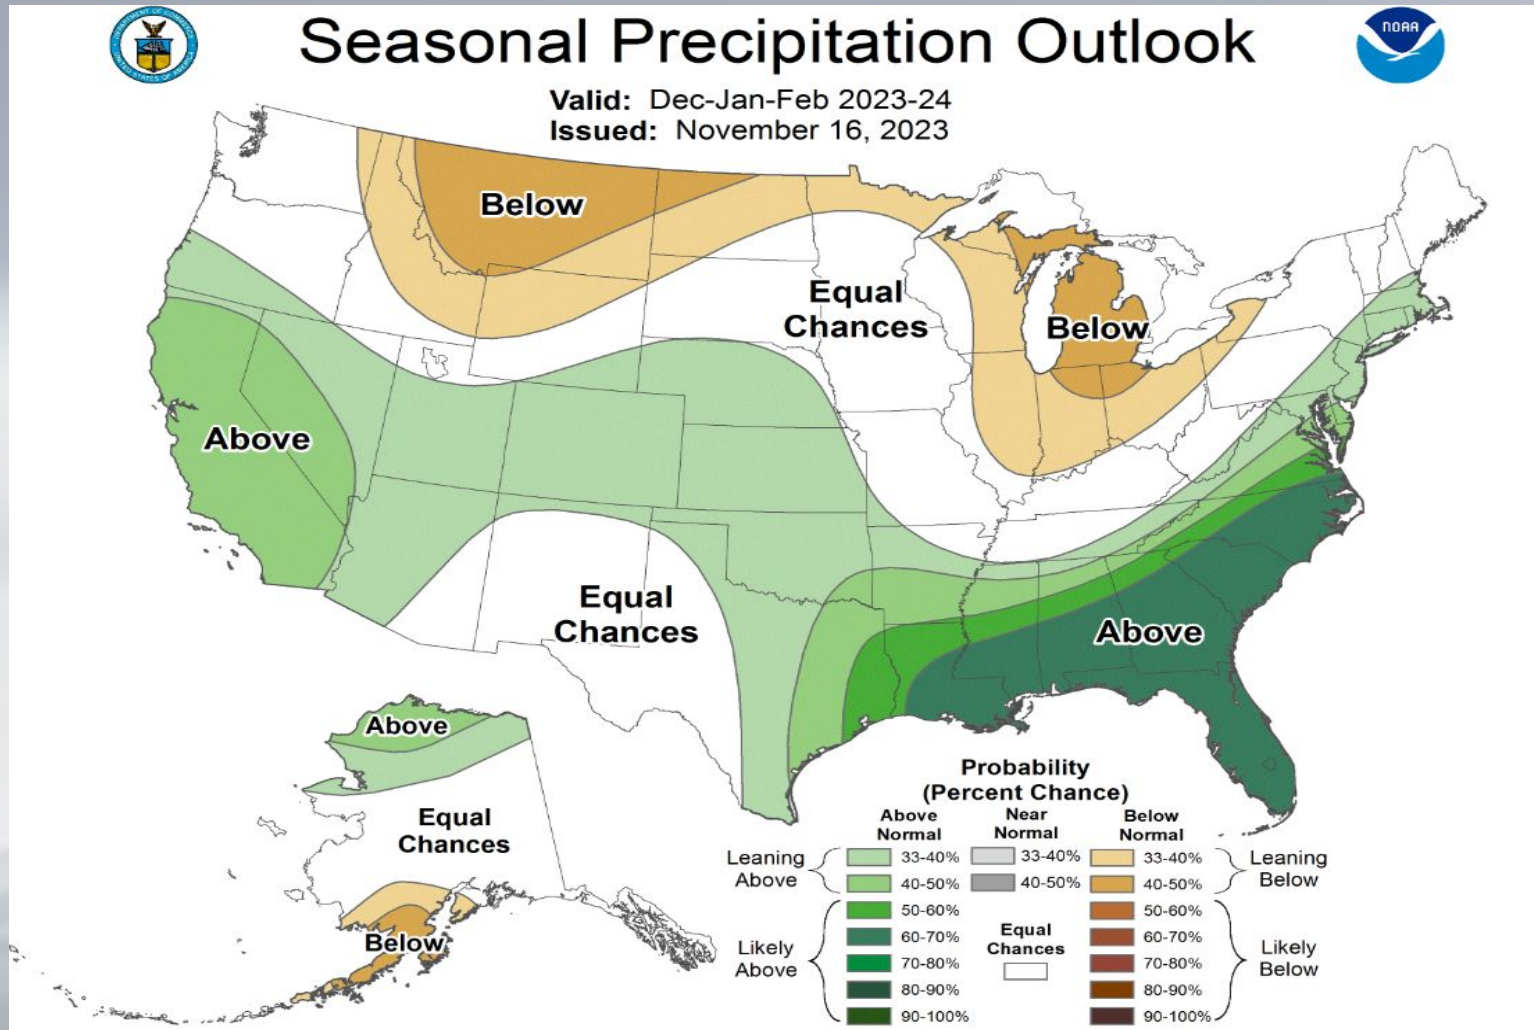 Seasonal Precipitation Outlook
NOAA
Valid: Dec-Jan-Feb 2023-24
Issued: November 16, 2023
Below
Equal
Chances
Below
Above
Equal
Chances
Above
Above
Equal
Chances
Below
Probability
(Percent Chance)
Above
Normal
Near
Normal
Below
Normal
Leaning
Above
33-40%
33-40%
33-40%
Leaning
Below
40-50%
40-50%
40-50%
Likely
Above
50-60%
60-70%
70-80%
80-90%
90-100%
Equal
Chances
50-60%
60-70%
70-80%
80-90%
90-100%
Likely
Below